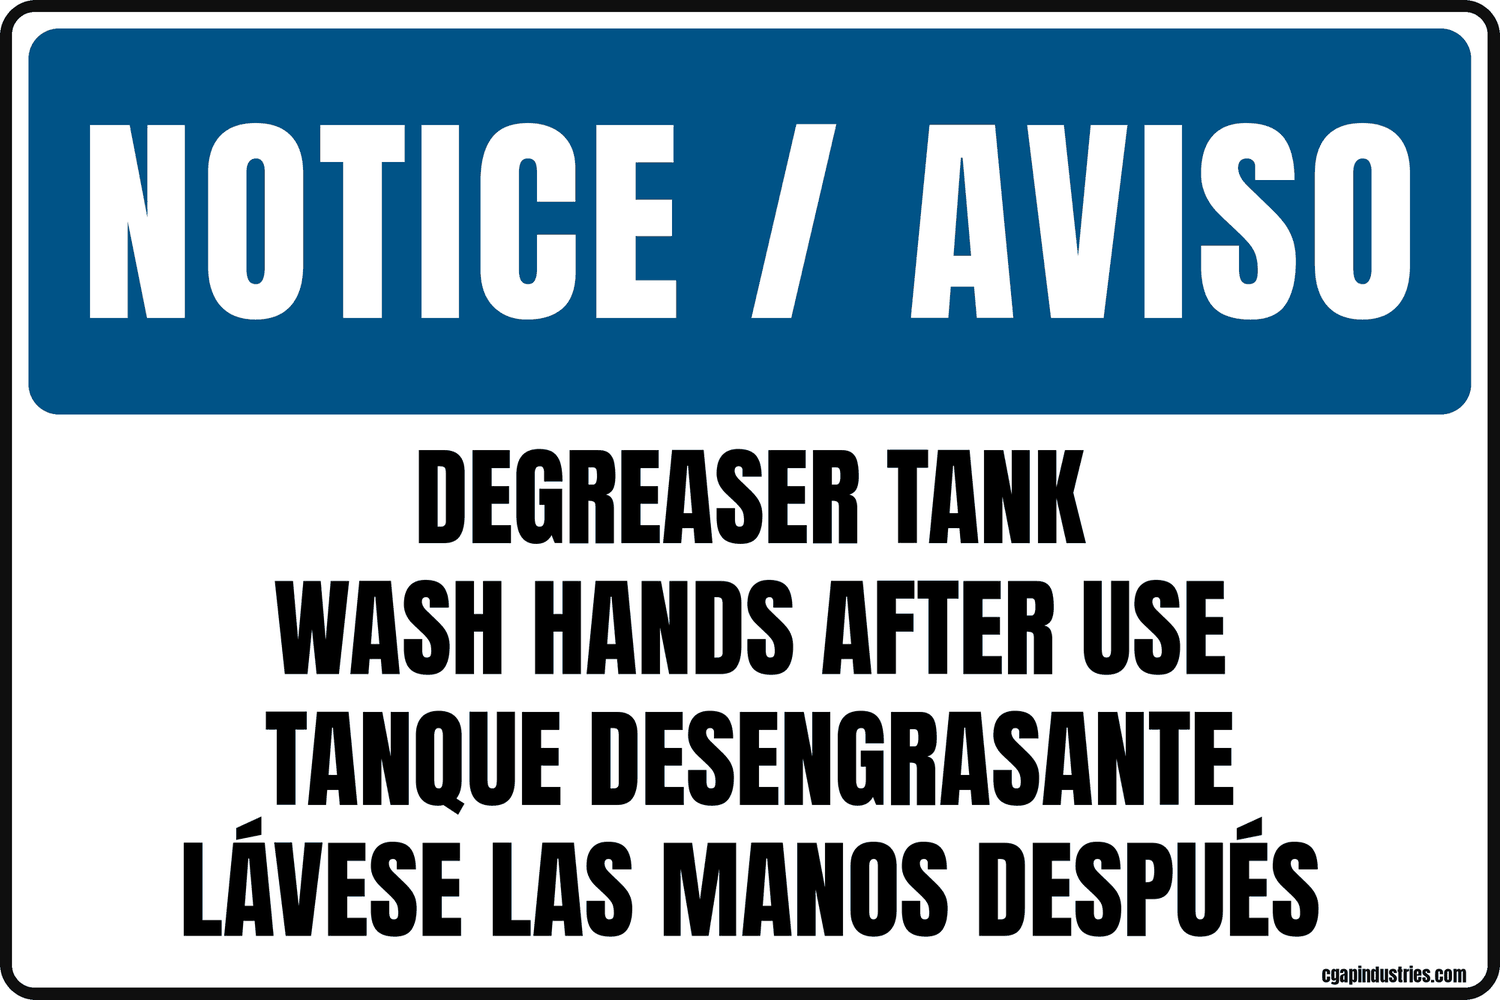 NOTICE / AVISO
DEGREASER TANK
WASH HANDS AFTER USE
TANQUE DESENGRASANTE
LÁVESE LAS MANOS DESPUÉS
cgapindustries.com